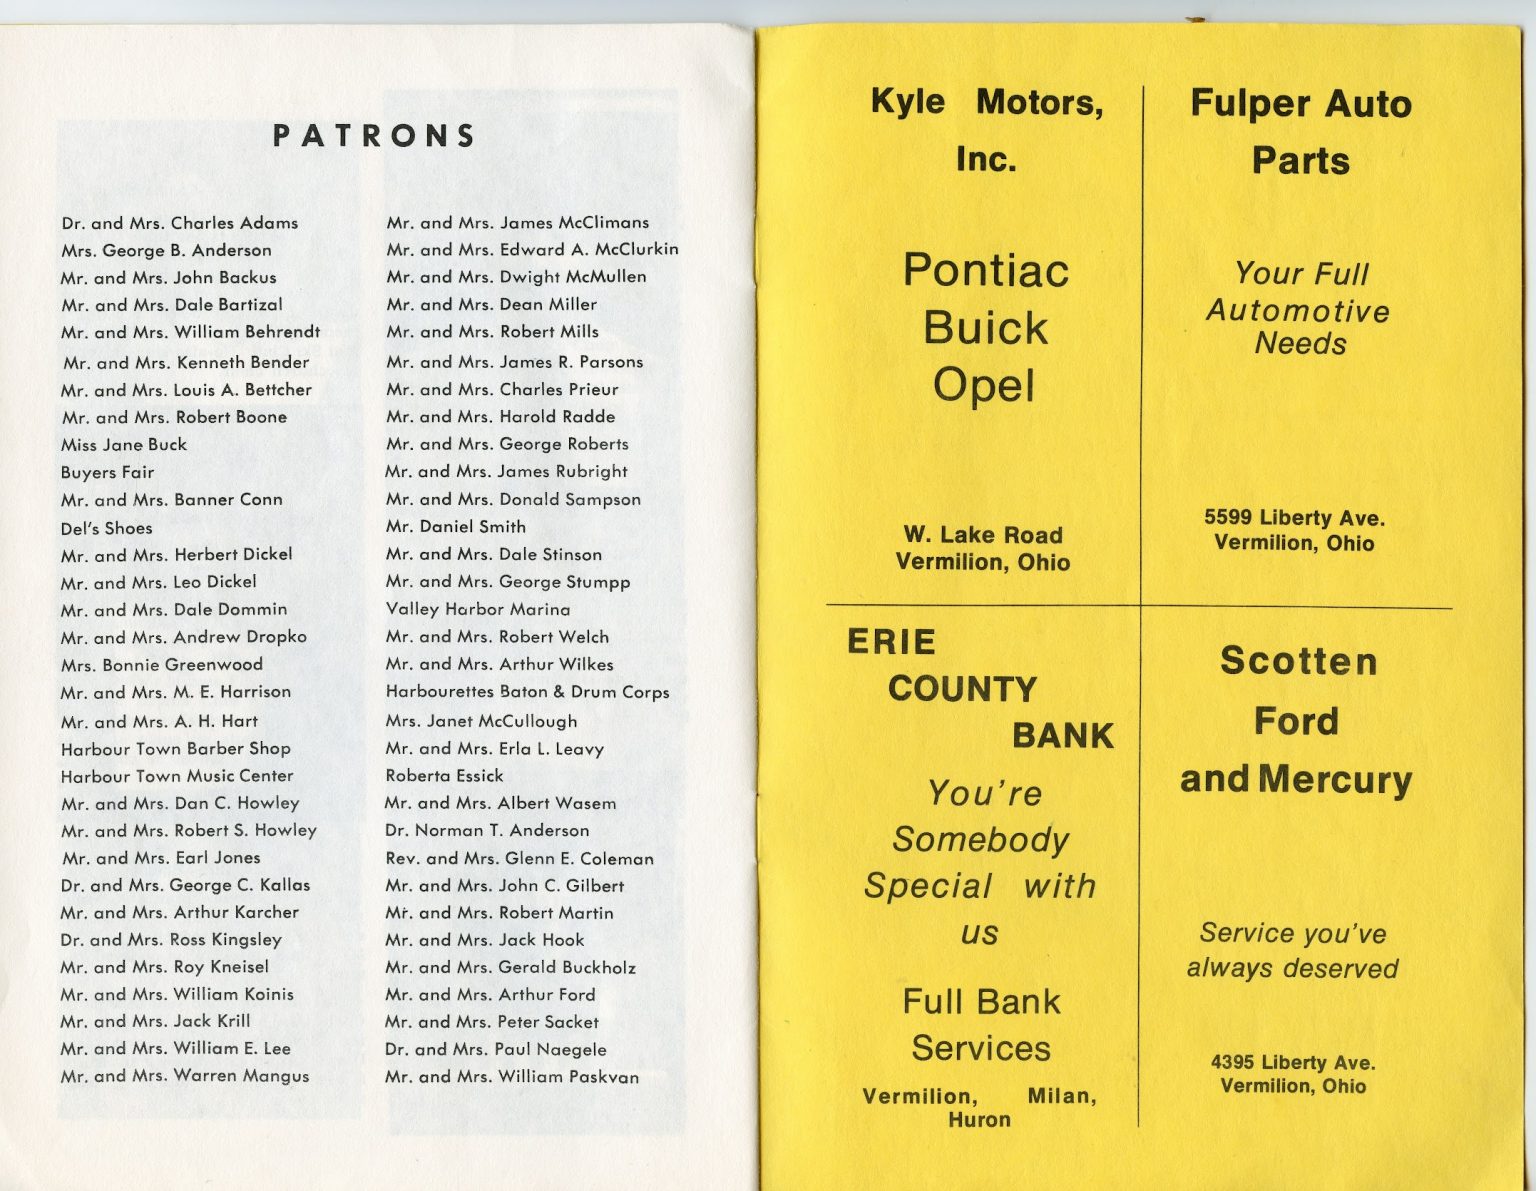 PATRONS
Dr. and Mrs. Charles Adams
Mrs. George B. Anderson
Mr. and Mrs. John Backus
Mr. and Mrs. Dale Bartizal
Mr. and Mrs. William Behrendt
Mr. and Mrs. Kenneth Bender
Mr. and Mrs. Louis A. Bettcher
Mr. and Mrs. Robert Boone
Miss Jane Buck
Buyers Fair
Mr. and Mrs. Banner Conn
Del's Shoes
Mr. and Mrs. Herbert Dickel
Mr. and Mrs. Leo Dickel
Mr. and Mrs. Dale Dommin
Mr. and Mrs. Andrew Dropko
Mrs. Bonnie Greenwood
Mr. and Mrs. M. E. Harrison
Mr. and Mrs. A. H. Hart
Harbour Town Barber Shop
Harbour Town Music Center
Mr. and Mrs. Dan C. Howley
Mr. and Mrs. Robert S. Howley
Mr. and Mrs. Earl Jones
Dr. and Mrs. George C. Kallas
Mr. and Mrs. Arthur Karcher
Dr. and Mrs. Ross Kingsley
Mr. and Mrs. Roy Kneisel
Mr. and Mrs. William Koinis
Mr. and Mrs. Jack Krill
Mr. and Mrs. William E. Lee
Mr. and Mrs. Warren Mangus
Mr. and Mrs. James McClimans
Mr. and Mrs. Edward A. McClurkin
Mr. and Mrs. Dwight McMullen
Mr. and Mrs. Dean Miller
Mr. and Mrs. Robert Mills
Mr. and Mrs. James R. Parsons
Mr. and Mrs. Charles Prieur
Mr. and Mrs. Harold Radde
Mr. and Mrs. George Roberts
Mr. and Mrs. James Rubright
Mr. and Mrs. Donald Sampson
Mr. Daniel Smith
Mr. and Mrs. Dale Stinson
Mr. and Mrs. George Stumpp
Valley Harbor Marina
Mr. and Mrs. Robert Welch
Mr. and Mrs. Arthur Wilkes
Harbourettes Baton & Drum Corps
Mrs. Janet McCullough
Mr. and Mrs. Erla L. Leavy
Roberta Essick
Mr. and Mrs. Albert Wasem
Dr. Norman T. Anderson
Rev. and Mrs. Glenn E. Coleman
Mr. and Mrs. John C. Gilbert
Mr. and Mrs. Robert Martin
Mr. and Mrs. Jack Hook
Mr. and Mrs. Gerald Buckholz
Mr. and Mrs. Arthur Ford
Mr. and Mrs. Peter Sacket
Dr. and Mrs. Paul Naegele
Mr. and Mrs. William Paskvan
Kyle Motors,
Inc.
Pontiac
Buick
Opel
W. Lake Road
Vermilion, Ohio
Fulper Auto
Parts
Your Full
Automotive
Needs
5599 Liberty Ave.
Vermilion, Ohio
ERIE
COUNTY
BANK
You're
Somebody
Special with
us
Full Bank
Services
Vermilion, Milan,
Huron
Scotten
Ford
and Mercury
Service you've
always deserved
4395 Liberty Ave.
Vermilion, Ohio